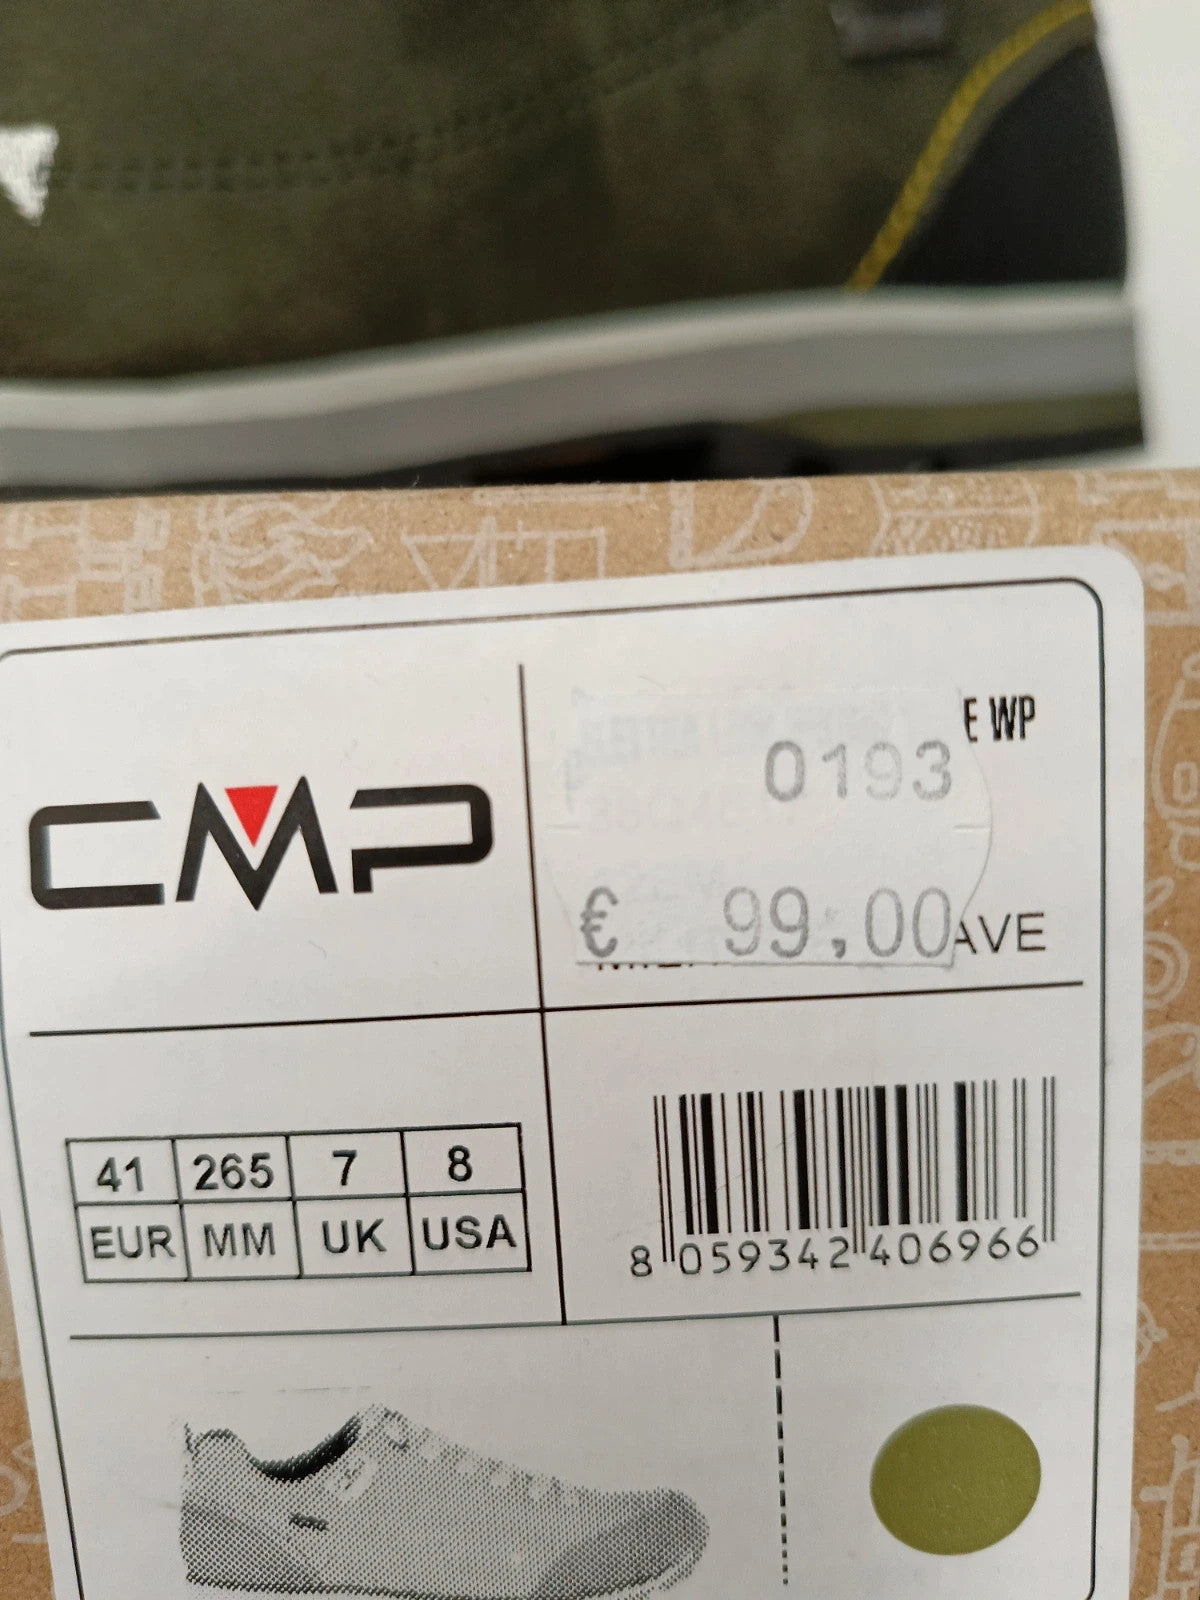 CMP
E WP
0193
€ 99,00
AVE
41 265 7 8
EUR MM UK USA
8 059342 406966